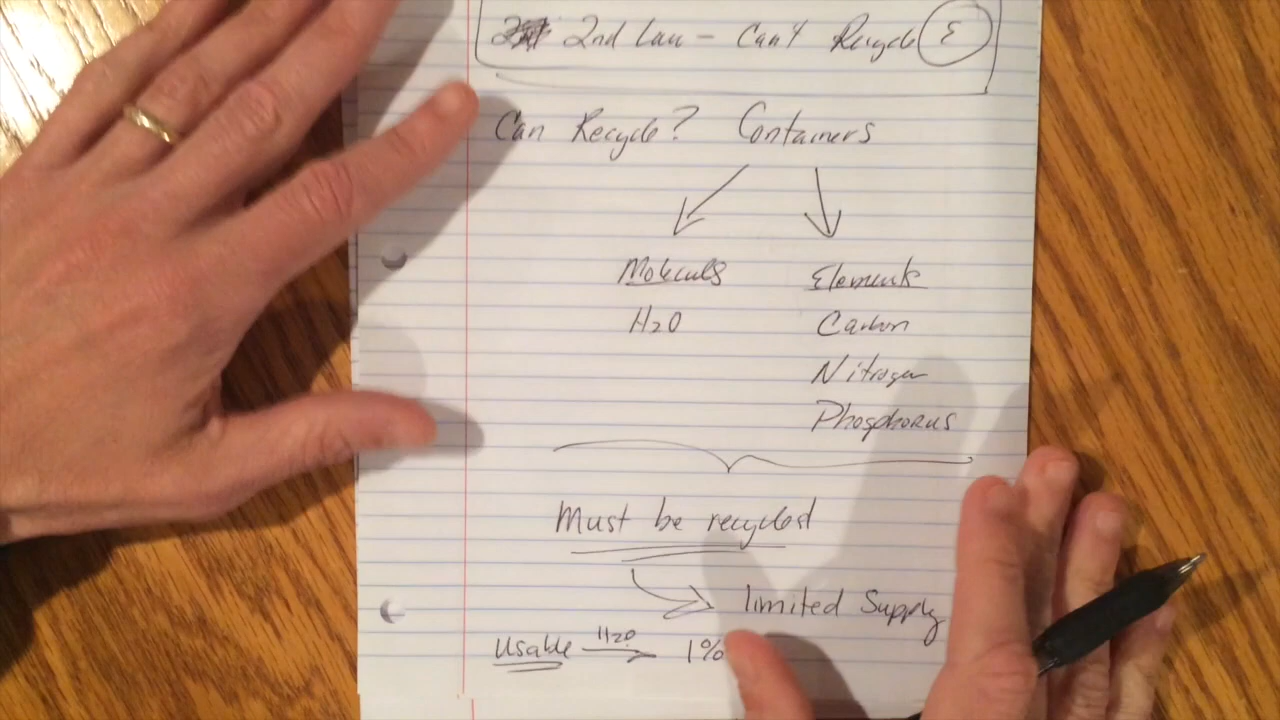 2nd Law - Can't Recycle E
Can Recycle? Containers
Molecules Elements
H2O Carbon
Nitrogen
Phosphorus
Must be recycled
limited Supply
Usable H2O 1%